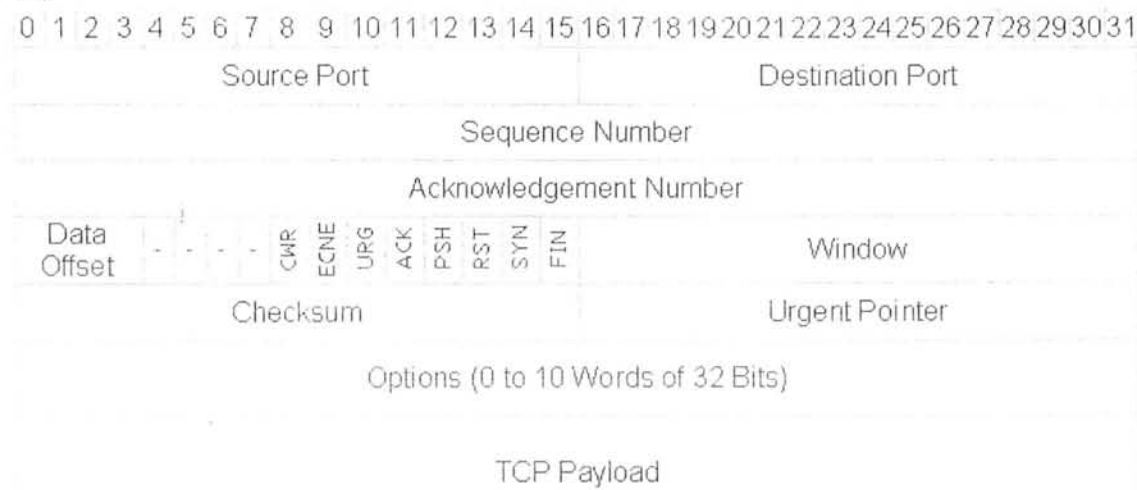 0 1 2 3 4 5 6 7 8 9 10 11 12 13 14 15 16 17 18 19 20 21 22 23 24 25 26 27 28 29 30 31
Source Port Destination Port
Sequence Number
Acknowledgement Number
Data Offset - - - - CWR ECNE URG ACK PSH RST SYN FIN Window
Checksum Urgent Pointer
Options (0 to 10 Words of 32 Bits)
TCP Payload